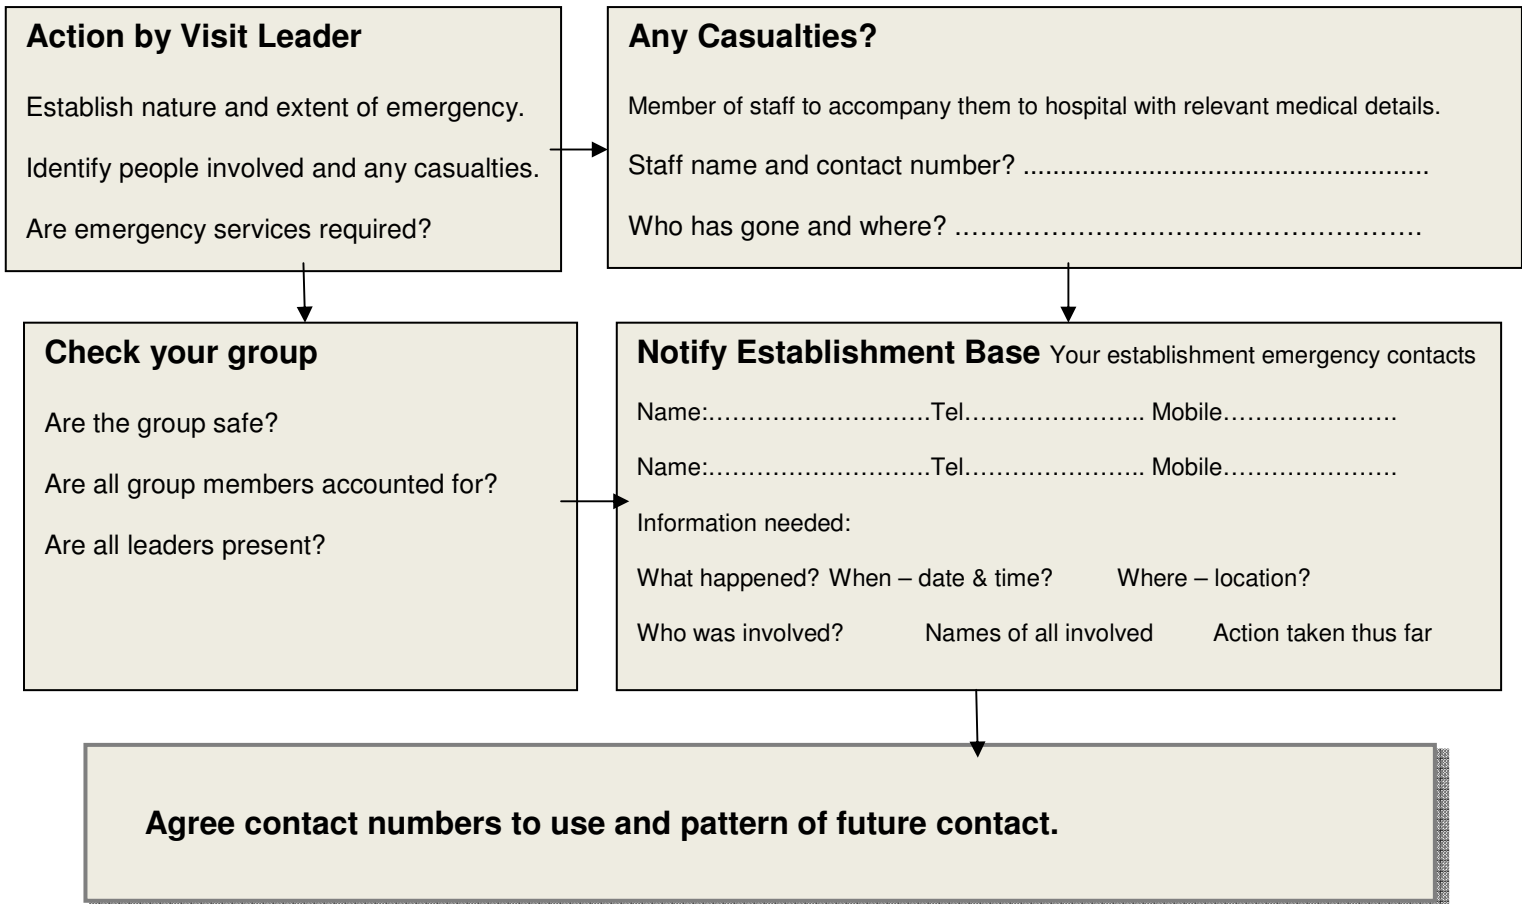 Action by Visit Leader
Establish nature and extent of emergency.
Identify people involved and any casualties.
Are emergency services required?
Any Casualties?
Member of staff to accompany them to hospital with relevant medical details.
Staff name and contact number? ........................................................
Who has gone and where? ……………………………………………….
Check your group
Are the group safe?
Are all group members accounted for?
Are all leaders present?
Notify Establishment Base Your establishment emergency contacts
Name:……………………….Tel………………….. Mobile………………….
Name:……………………….Tel………………….. Mobile………………….
Information needed:
What happened? When – date & time? Where – location?
Who was involved? Names of all involved Action taken thus far
Agree contact numbers to use and pattern of future contact.